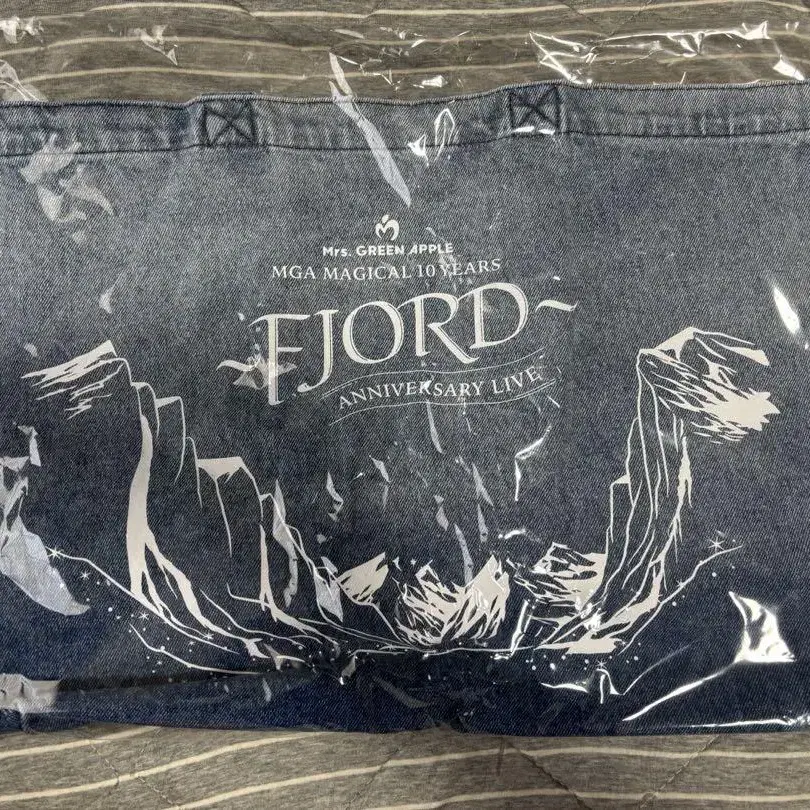 Mrs. GREEN APPLE
MGA MAGICAL 10 YEARS
FJORD~
ANNIVERSARY LIVE